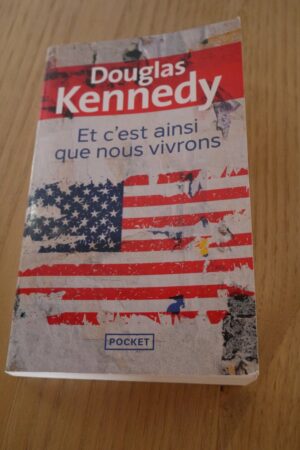 Douglas
Kennedy
Et c'est ainsi
que nous vivrons
POCKET